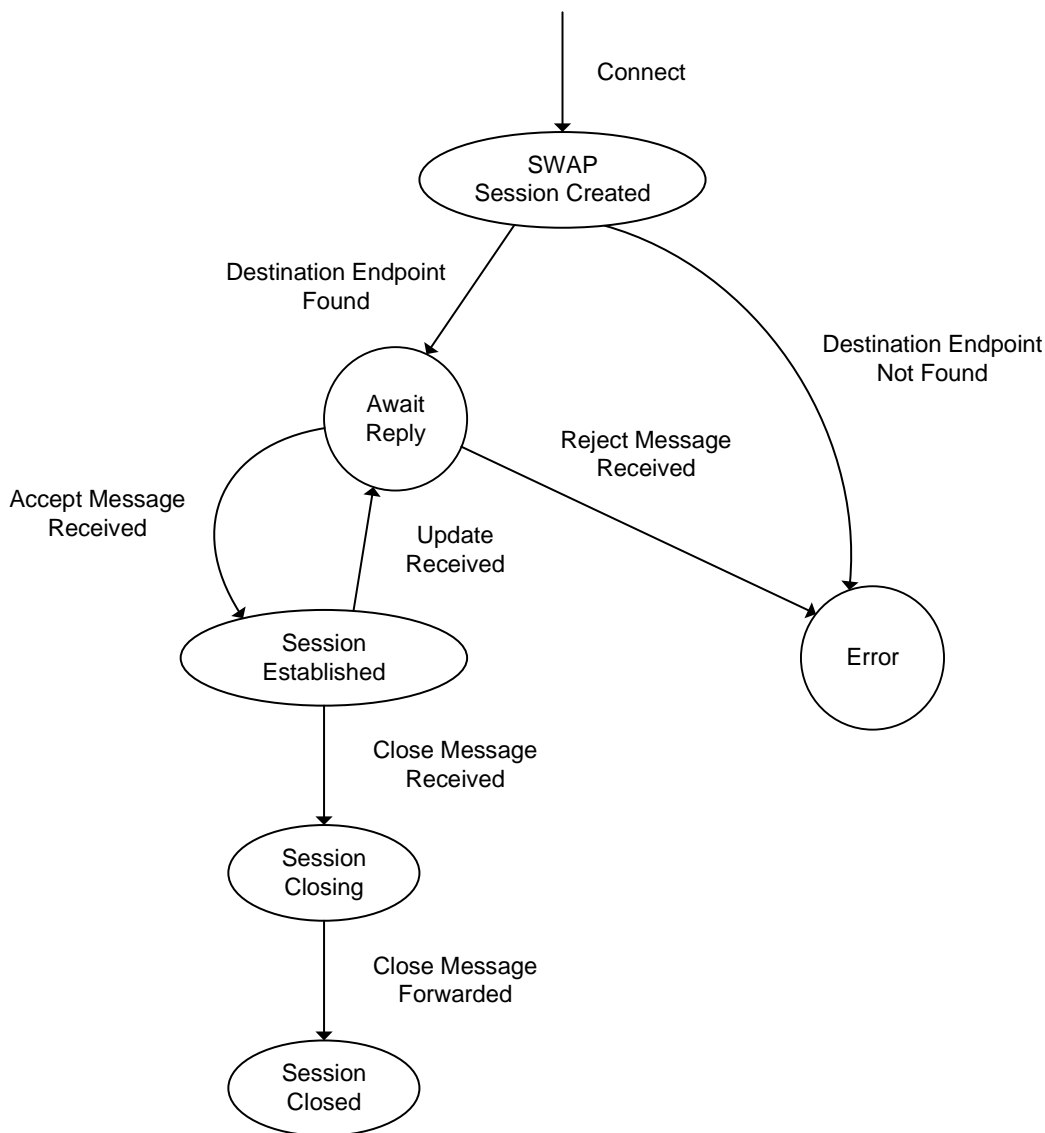 Connect
SWAP
Session Created
Destination Endpoint
Found
Destination Endpoint
Not Found
Await
Reply
Reject Message
Received
Accept Message
Received
Update
Received
Session
Established
Error
Close Message
Received
Session
Closing
Close Message
Forwarded
Session
Closed